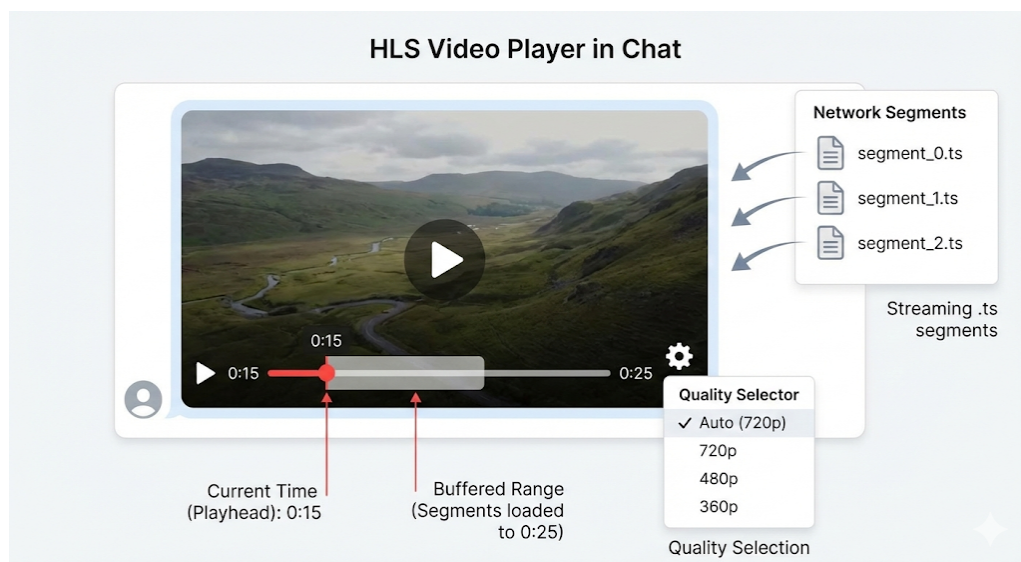 HLS Video Player in Chat
Network Segments
segment_0.ts
segment_1.ts
segment_2.ts
Streaming .ts
segments
0:15
0:15
0:25
Quality Selector
✓ Auto (720p)
720p
480p
360p
Quality Selection
Current Time
(Playhead): 0:15
Buffered Range
(Segments loaded
to 0:25)